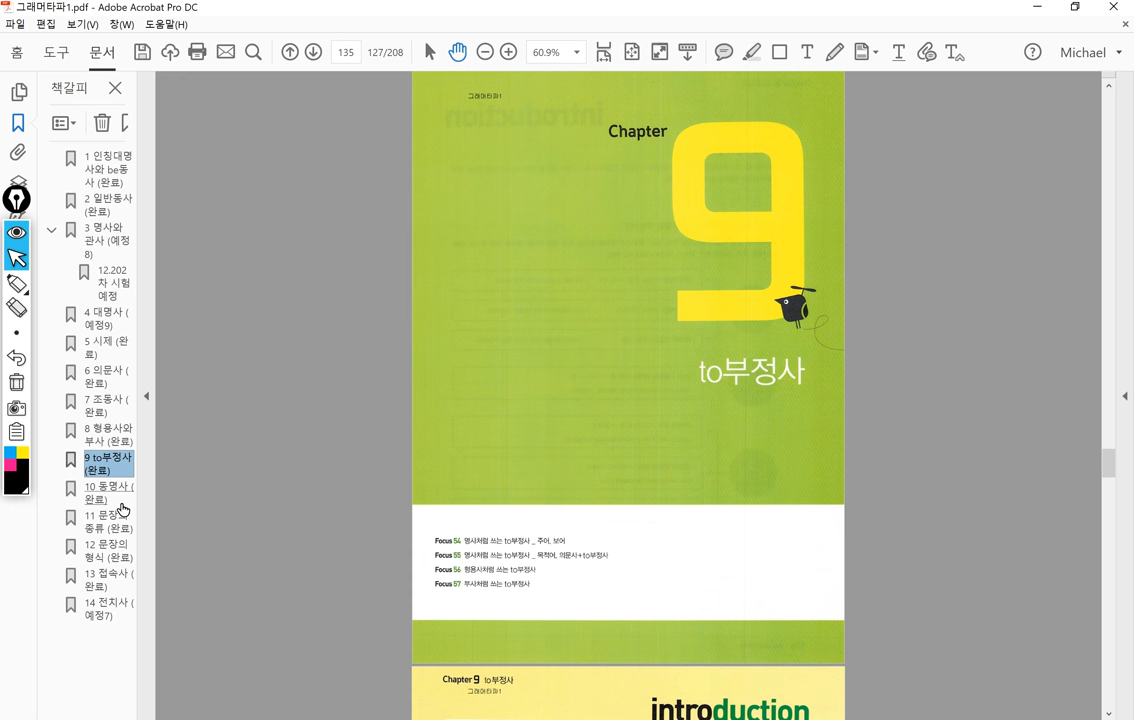 그래머타파1.pdf - Adobe Acrobat Pro DC
파일 편집 보기(V) 창(W) 도움말(H)
홈 도구 문서 135 127/208 60.9% Michael
책갈피
1 인칭대명
사와 be동
사 (완료)
2 일반동사
(완료)
3 명사와
관사 (예정
8)
12.202
차 시험
예정
4 대명사 (
예정9)
5 시제 (완
료)
6 의문사 (
완료)
7 조동사 (
완료)
8 형용사와
부사 (완료)
9 to부정사
(완료)
10 동명사 (
완료)
11 문장의
종류 (완료)
12 문장의
형식 (완료)
13 접속사 (
완료)
14 전치사 (
예정7)
그래머타파1
Chapter
9
to부정사
Focus 54 명사처럼 쓰는 to부정사 _ 주어, 보어
Focus 55 명사처럼 쓰는 to부정사 _ 목적어, 의문사+to부정사
Focus 56 형용사처럼 쓰는 to부정사
Focus 57 부사처럼 쓰는 to부정사
Chapter 9 to부정사
그래머타파1
introduction